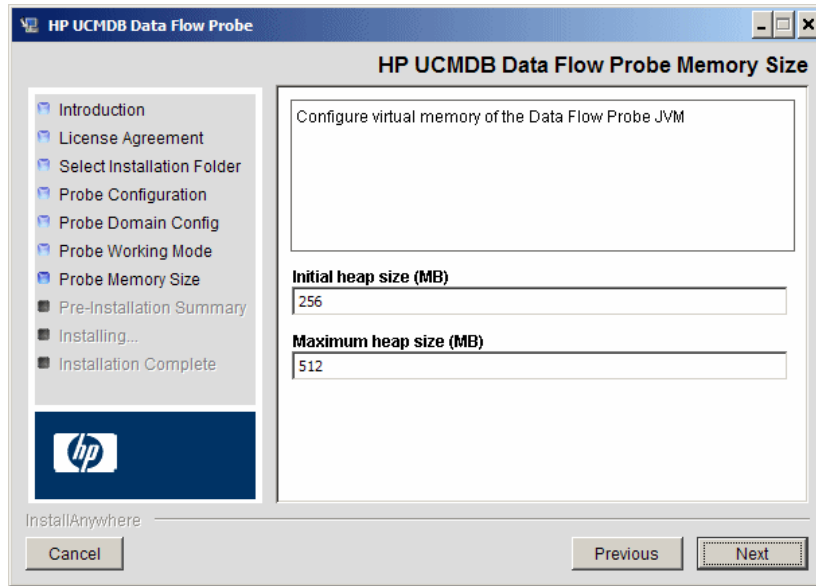 HP UCMDB Data Flow Probe
HP UCMDB Data Flow Probe Memory Size
Introduction
License Agreement
Select Installation Folder
Probe Configuration
Probe Domain Config
Probe Working Mode
Probe Memory Size
Pre-Installation Summary
Installing...
Installation Complete
hp
Configure virtual memory of the Data Flow Probe JVM
Initial heap size (MB)
256
Maximum heap size (MB)
512
InstallAnywhere
Cancel
Previous
Next